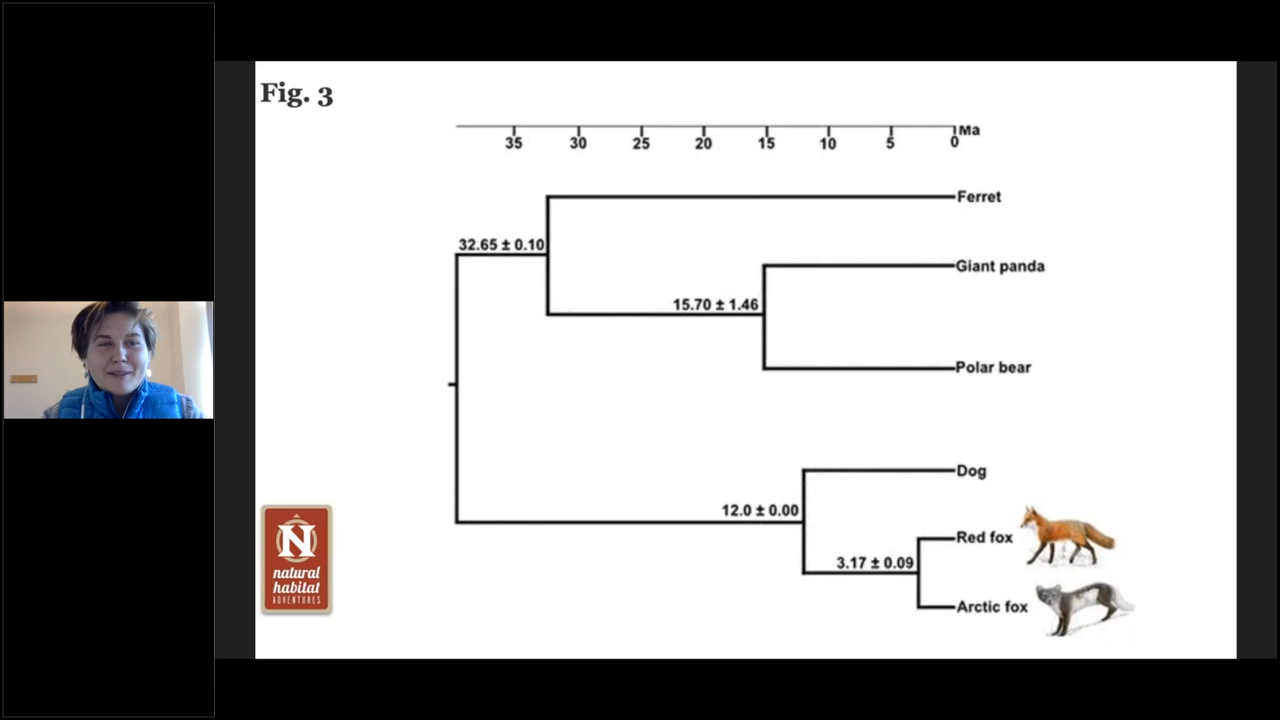 Fig. 3
Ma
35 30 25 20 15 10 5 0
Ferret
32.65 ± 0.10
Giant panda
15.70 ± 1.46
Polar bear
Dog
12.0 ± 0.00
Red fox
3.17 ± 0.09
Arctic fox
N
natural
habitat
ADVENTURES